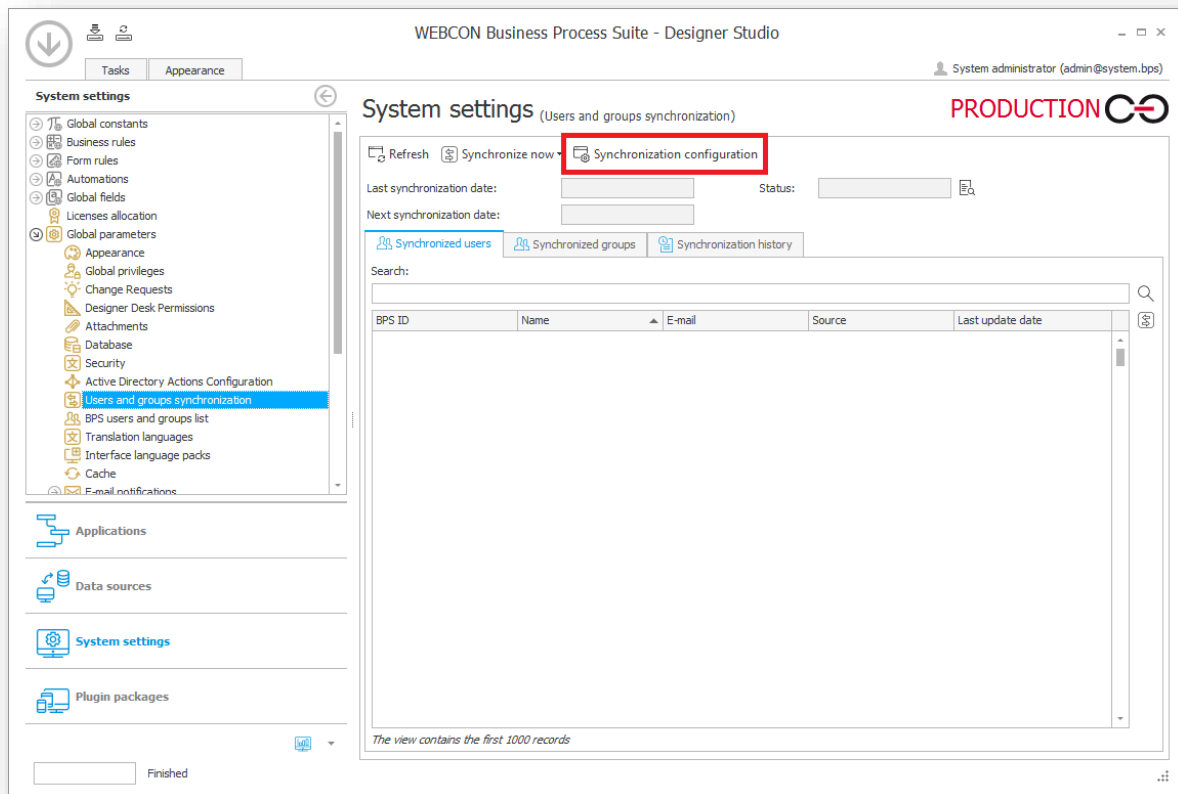 WEBCON Business Process Suite - Designer Studio
Tasks
Appearance
System administrator (admin@system.bps)
System settings
Global constants
Business rules
Form rules
Automations
Global fields
Licenses allocation
Global parameters
Appearance
Global privileges
Change Requests
Designer Desk Permissions
Attachments
Database
Security
Active Directory Actions Configuration
Users and groups synchronization
BPS users and groups list
Translation languages
Interface language packs
Cache
E-mail notifications
Applications
Data sources
System settings
Plugin packages
Finished
System settings (Users and groups synchronization)
PRODUCTION
Refresh Synchronize now Synchronization configuration
Last synchronization date: Status:
Next synchronization date:
Synchronized users Synchronized groups Synchronization history
Search:
BPS ID Name E-mail Source Last update date
The view contains the first 1000 records